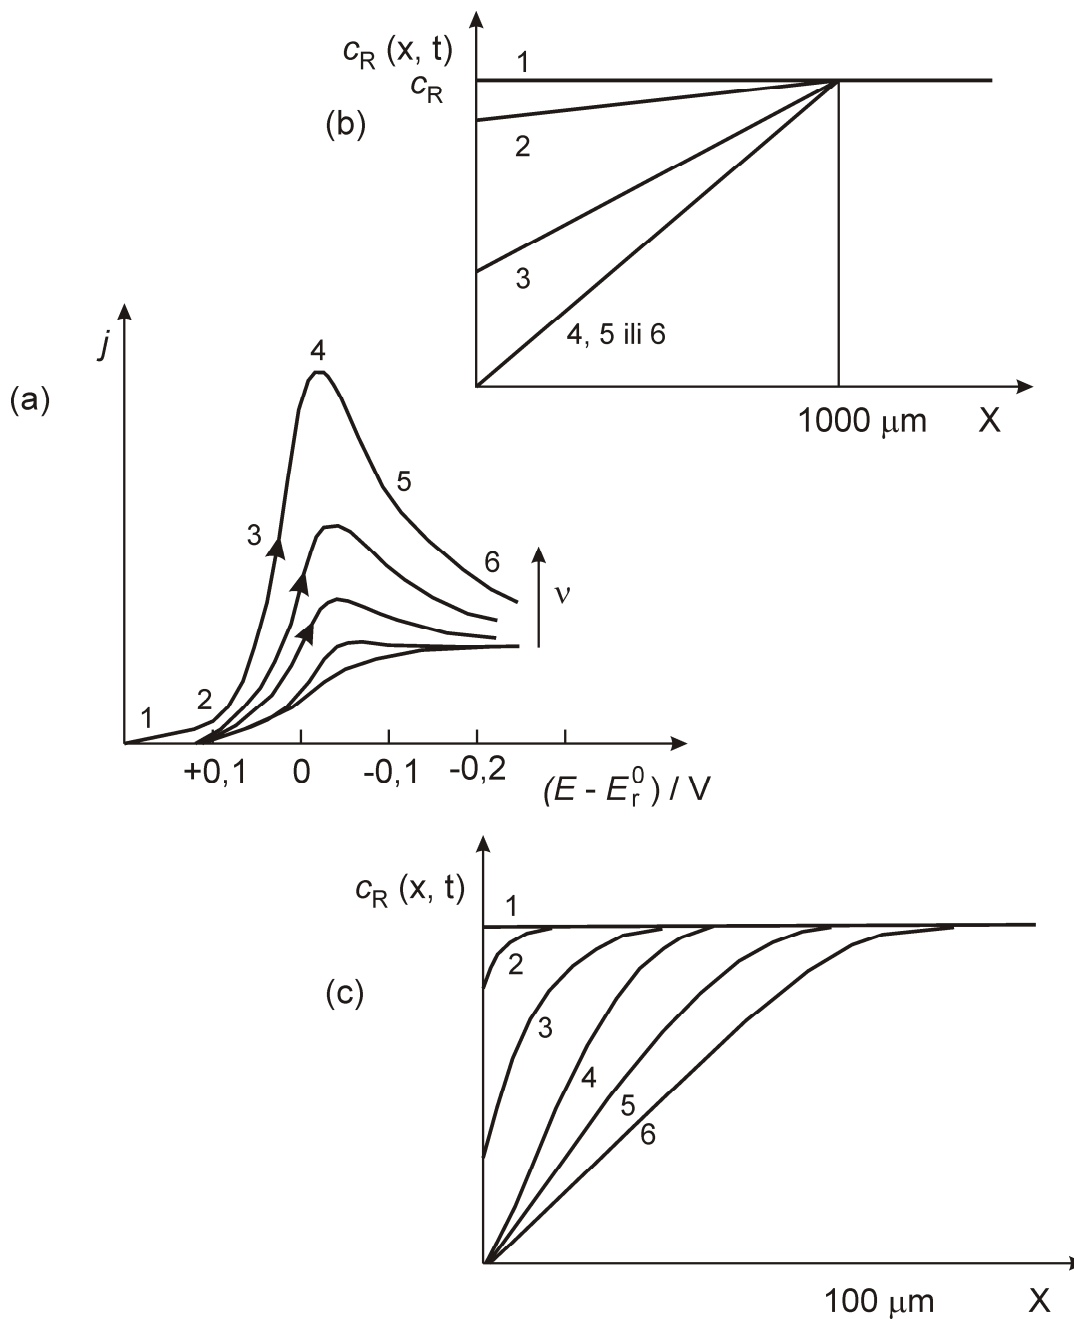 (b)
c_R (x, t)
c_R
1
2
3
4, 5 ili 6
1000 μm X
(a)
j
1
2
3
4
5
6
ν
+0,1 0 -0,1 -0,2
(E - E_r^0) / V
(c)
c_R (x, t)
1
2
3
4
5
6
100 μm X